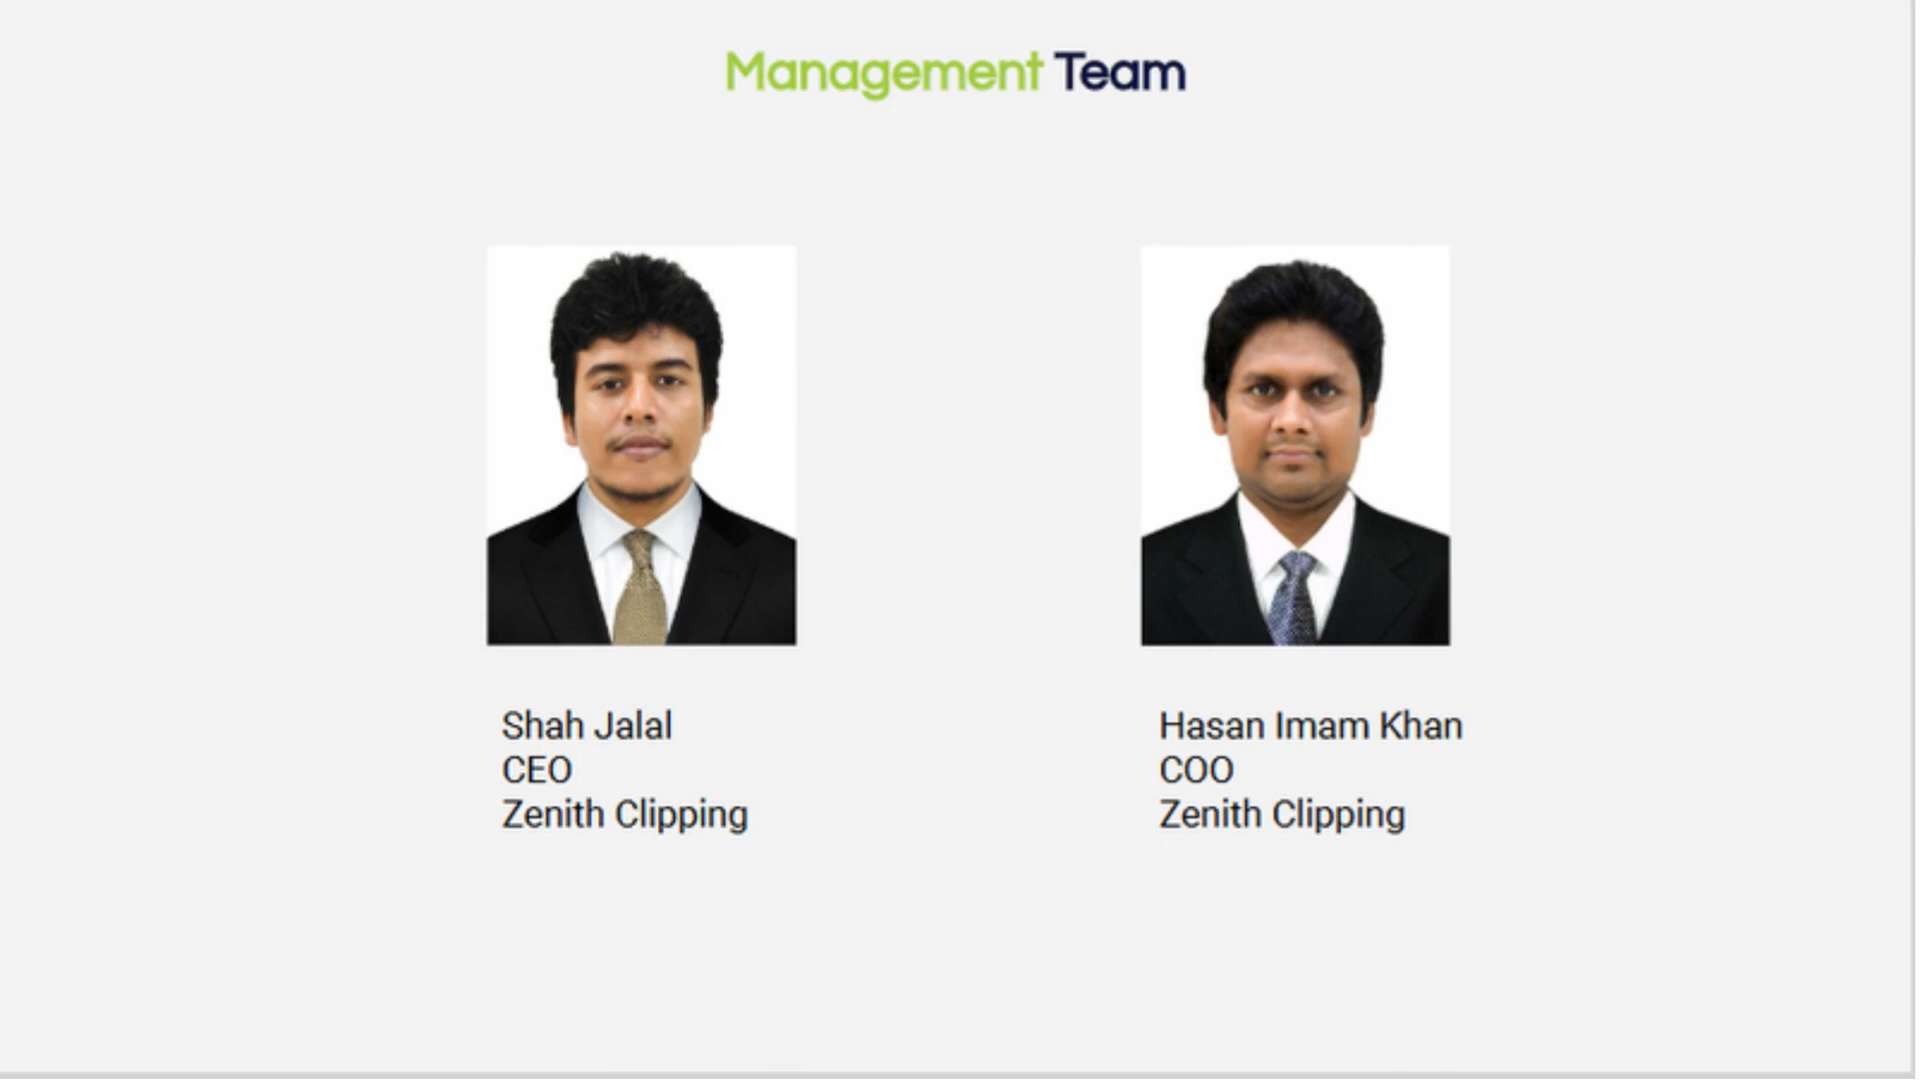 Management Team
Shah Jalal
CEO
Zenith Clipping
Hasan Imam Khan
COO
Zenith Clipping